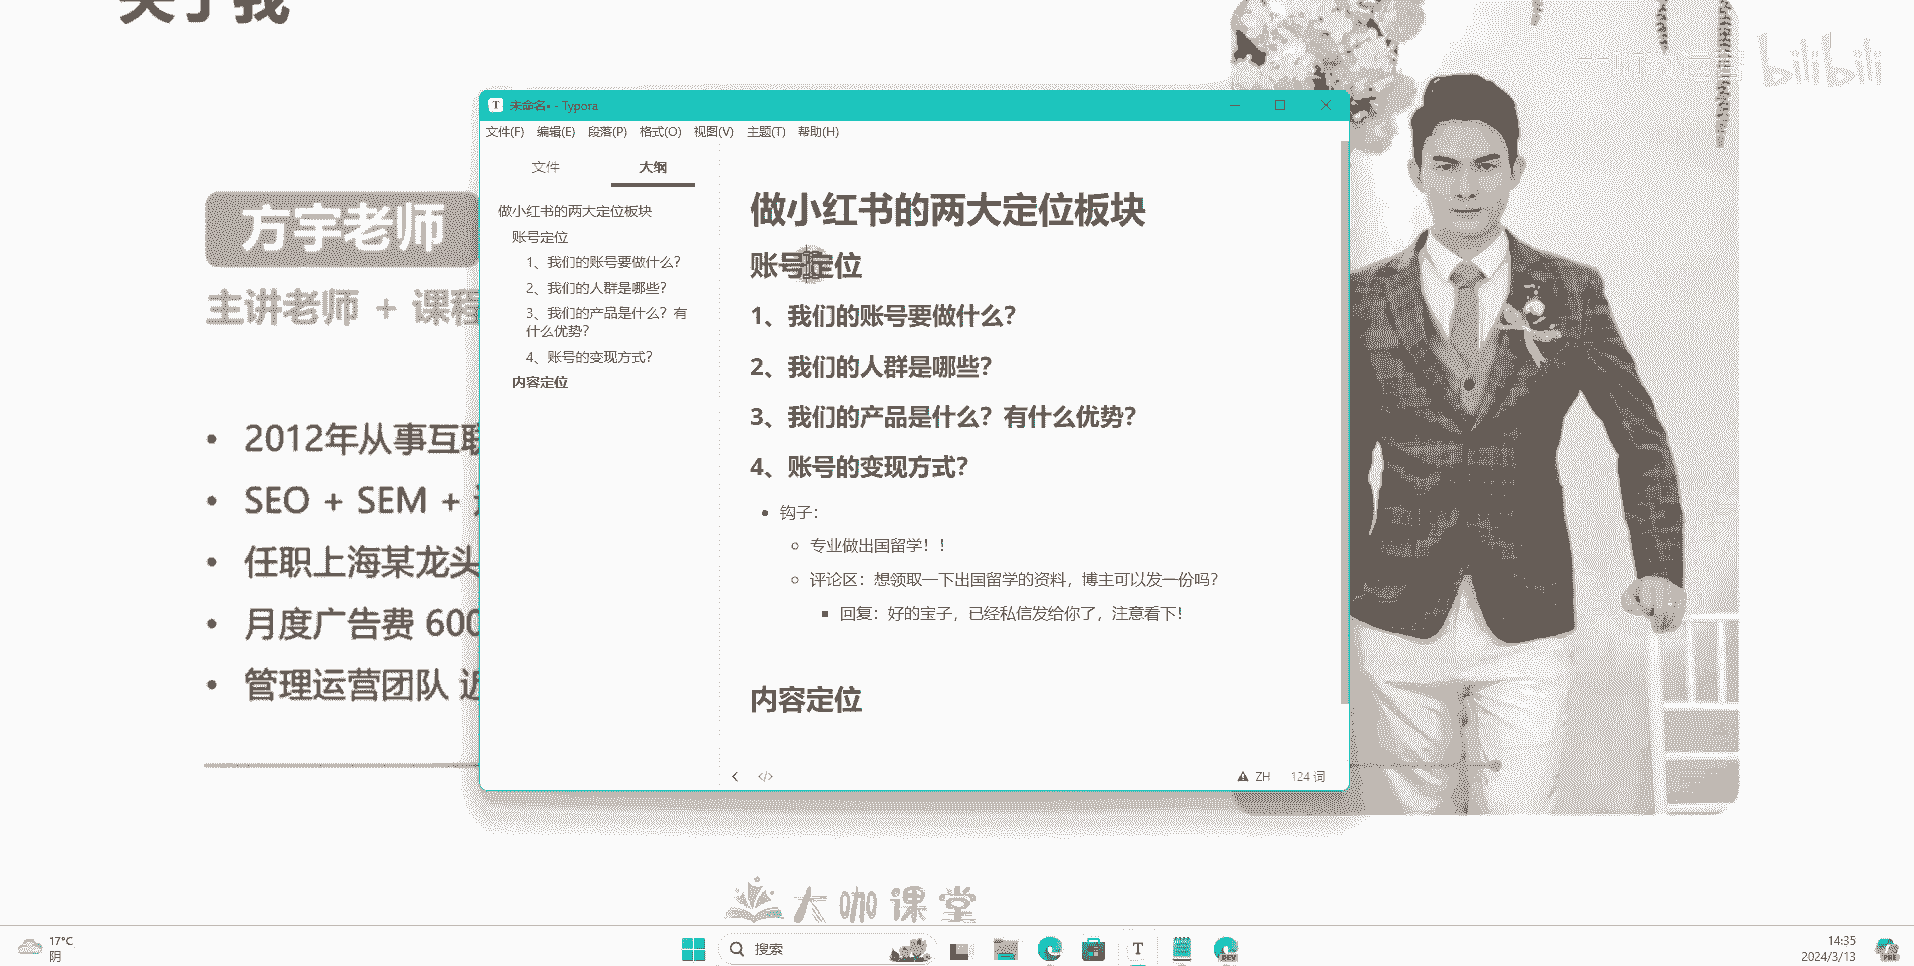 关于我
bilibili
方宇老师
主讲老师 + 课程
2012年从事互联
SEO + SEM +
任职上海某龙头
月度广告费 600
管理运营团队 近
未命名• - Typora
文件(F) 编辑(E) 段落(P) 格式(O) 视图(V) 主题(T) 帮助(H)
文件 大纲
做小红书的两大定位板块
账号定位
1、我们的账号要做什么？
2、我们的人群是哪些？
3、我们的产品是什么？有
什么优势？
4、账号的变现方式？
内容定位
做小红书的两大定位板块
账号定位
1、我们的账号要做什么？
2、我们的人群是哪些？
3、我们的产品是什么？有什么优势？
4、账号的变现方式？
钩子：
专业做出国留学！！
评论区：想领取一下出国留学的资料，博主可以发一份吗？
回复：好的宝子，已经私信发给你了，注意看下！
内容定位
ZH 124 词
大咖课堂
17°C
阴
搜索
14:35
2024/3/13